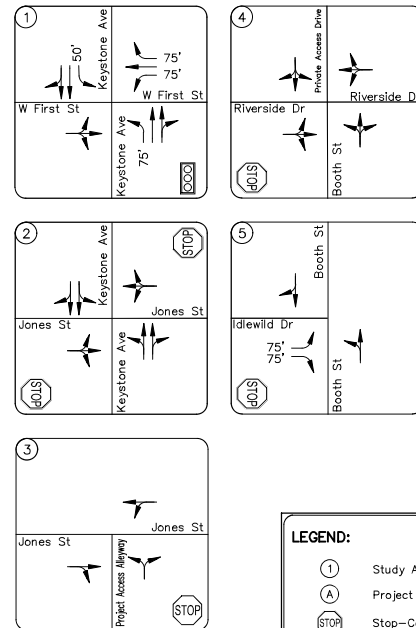 1
Keystone Ave
50'
75'
75'
W First St
W First St
Keystone Ave
75'
4
Private Access Drive
Riverside Dr
Riverside D
STOP
Booth St
2
Keystone Ave
STOP
Jones St
Jones St
STOP
Keystone Ave
5
Booth St
Idlewild Dr
75'
75'
STOP
Booth St
3
Jones St
Jones St
Project Access Alleyway
STOP
LEGEND:
1 Study A
A Project
STOP Stop-Co